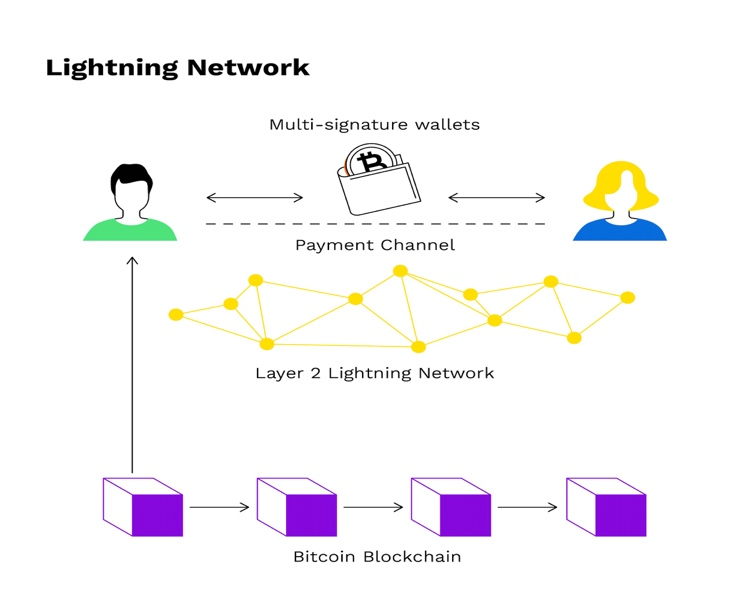 Lightning Network
Multi-signature wallets
Payment Channel
Layer 2 Lightning Network
Bitcoin Blockchain